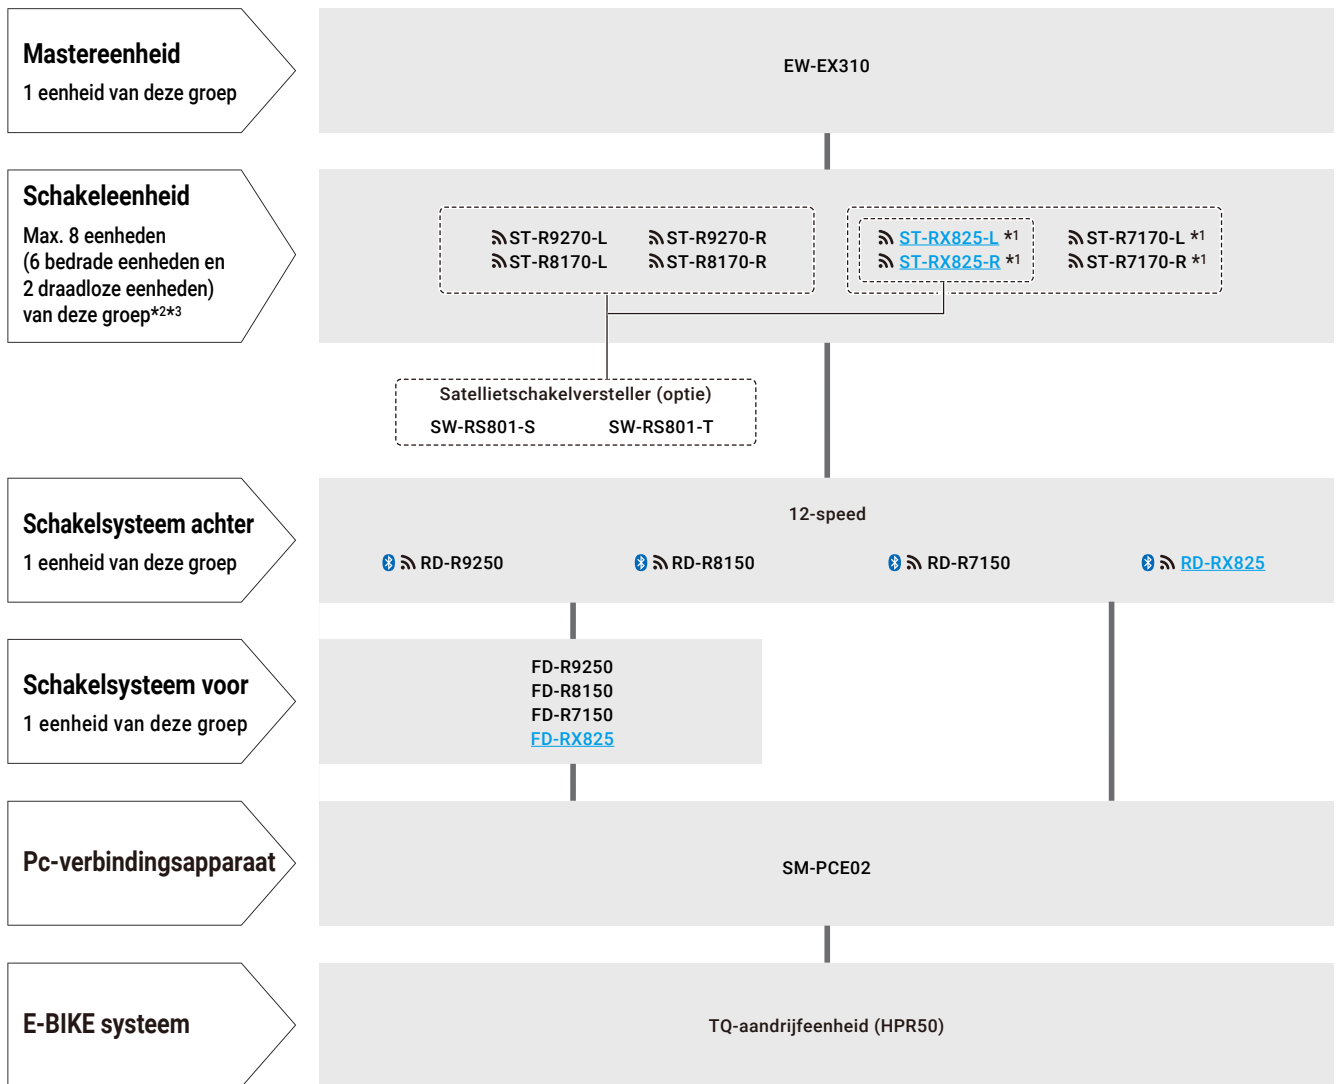 Mastereenheid
1 eenheid van deze groep
EW-EX310
Schakeleenheid
Max. 8 eenheden
(6 bedrade eenheden en
2 draadloze eenheden)
van deze groep*2*3
ST-R9270-L ST-R9270-R ST-RX825-L *1 ST-R7170-L *1
ST-R8170-L ST-R8170-R ST-RX825-R *1 ST-R7170-R *1
Satellietschakelversteller (optie)
SW-RS801-S SW-RS801-T
Schakelsysteem achter
1 eenheid van deze groep
12-speed
RD-R9250 RD-R8150 RD-R7150 RD-RX825
Schakelsysteem voor
1 eenheid van deze groep
FD-R9250
FD-R8150
FD-R7150
FD-RX825
Pc-verbindingsapparaat
SM-PCE02
E-BIKE systeem
TQ-aandrijfeenheid (HPR50)